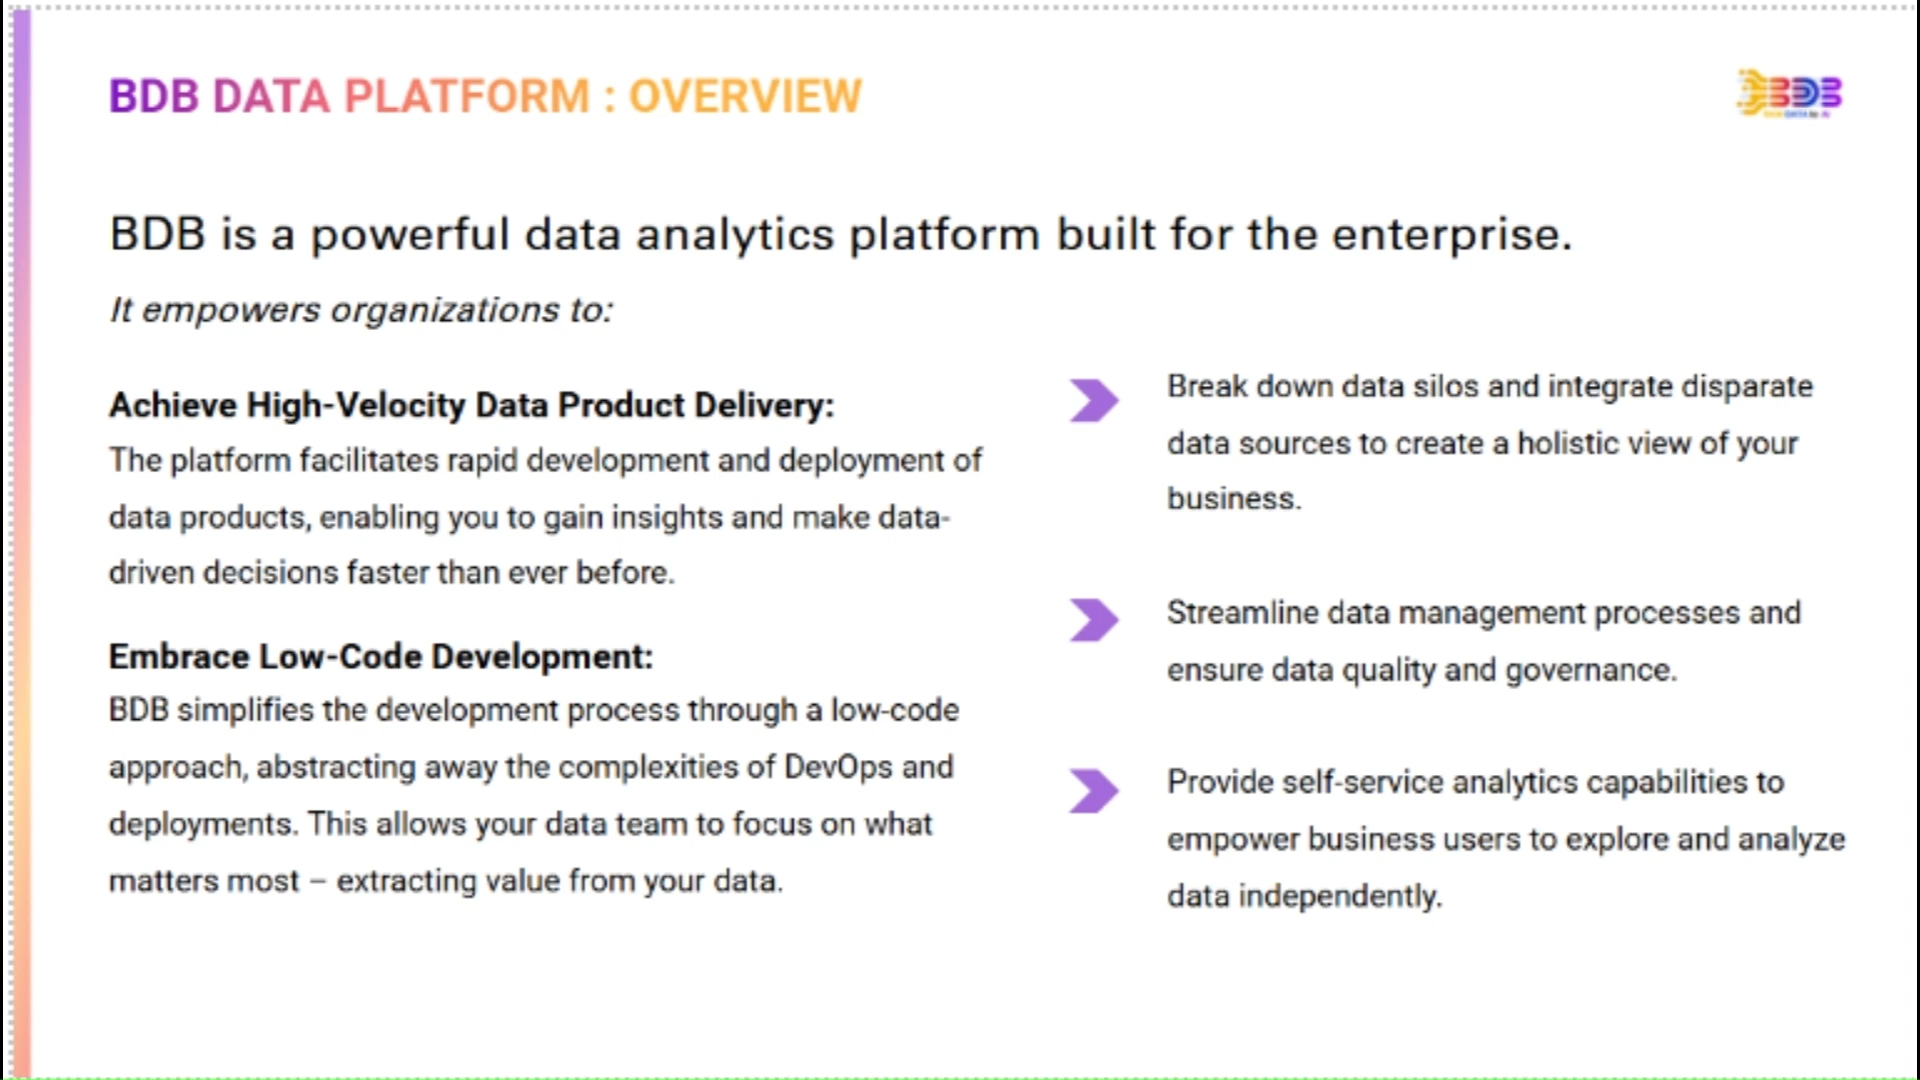 BDB DATA PLATFORM : OVERVIEW
BDB
BDB is a powerful data analytics platform built for the enterprise.
It empowers organizations to:
Achieve High-Velocity Data Product Delivery:
The platform facilitates rapid development and deployment of
data products, enabling you to gain insights and make data-
driven decisions faster than ever before.
Embrace Low-Code Development:
BDB simplifies the development process through a low-code
approach, abstracting away the complexities of DevOps and
deployments. This allows your data team to focus on what
matters most – extracting value from your data.
Break down data silos and integrate disparate
data sources to create a holistic view of your
business.
Streamline data management processes and
ensure data quality and governance.
Provide self-service analytics capabilities to
empower business users to explore and analyze
data independently.